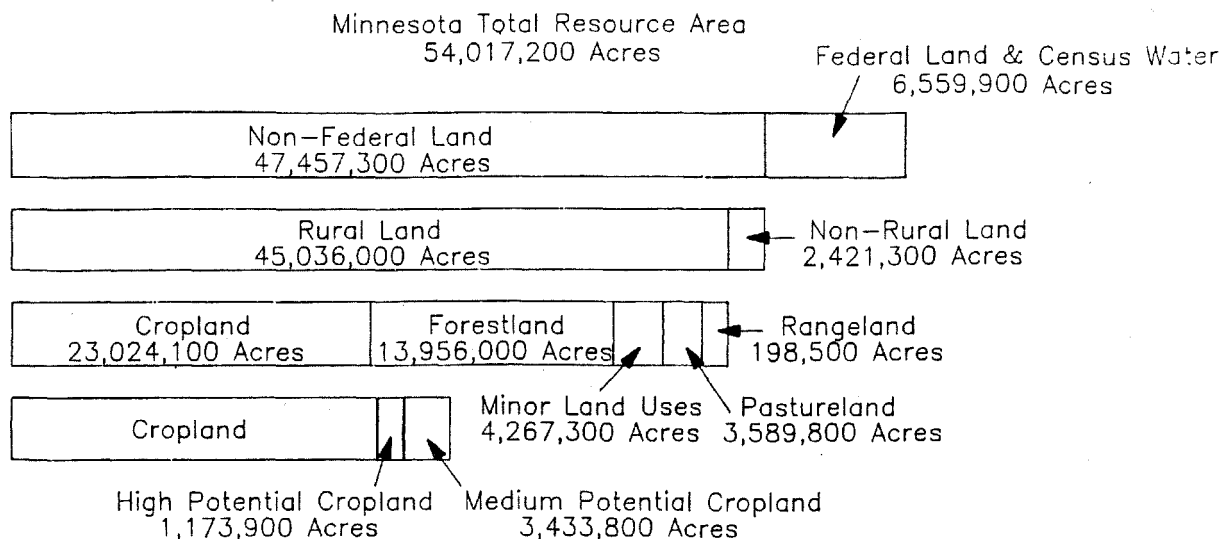 Minnesota Total Resource Area
54,017,200 Acres
Federal Land & Census Water
6,559,900 Acres
Non-Federal Land
47,457,300 Acres
Rural Land
45,036,000 Acres
Non-Rural Land
2,421,300 Acres
Cropland
23,024,100 Acres
Forestland
13,956,000 Acres
Rangeland
198,500 Acres
Minor Land Uses
4,267,300 Acres
Pastureland
3,589,800 Acres
Cropland
High Potential Cropland
1,173,900 Acres
Medium Potential Cropland
3,433,800 Acres